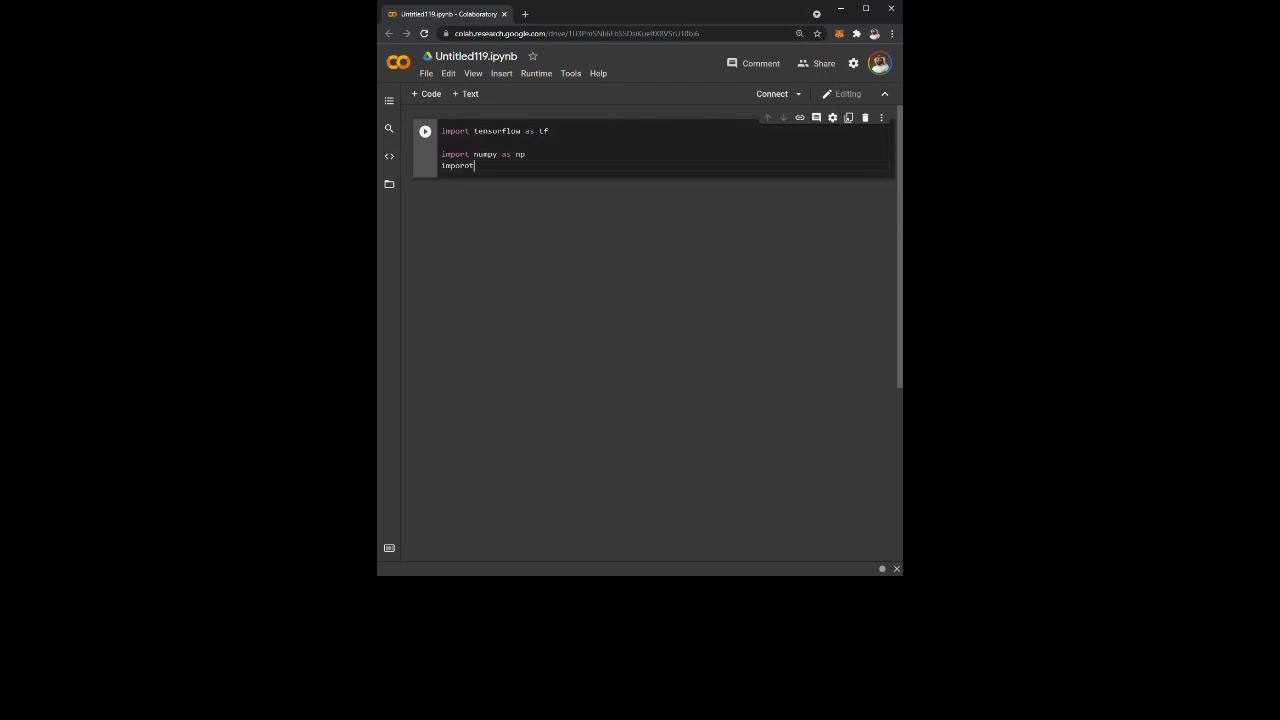 Untitled119.ipynb - Colaboratory
Untitled119.ipynb
File Edit View Insert Runtime Tools Help
Comment Share
+ Code + Text
Connect Editing
import tensorflow as tf
import numpy as np
imporot